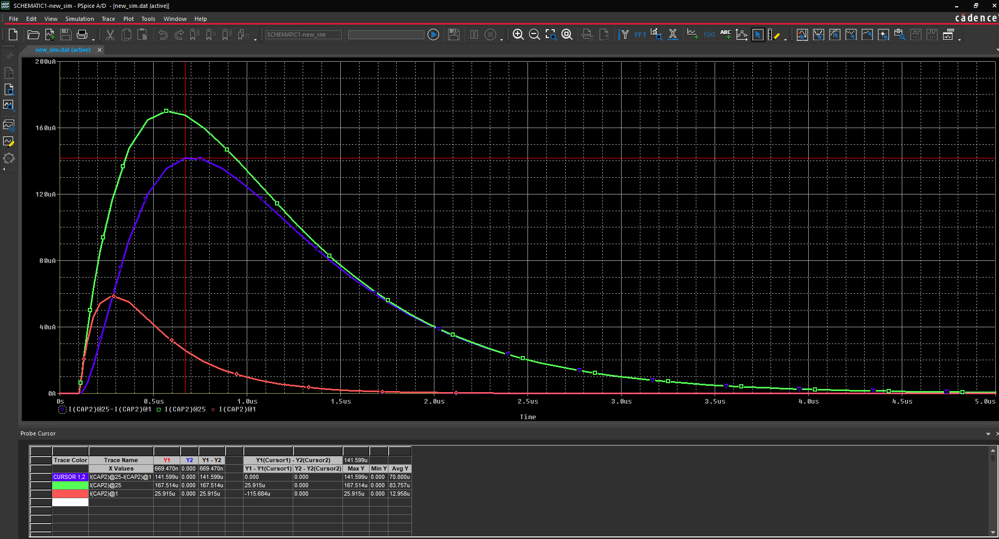 SCHEMATIC1-new_sim - PSpice A/D - [new_sim.dat (active)]
File Edit View Simulation Trace Plot Tools Window Help
cādence
SCHEMATIC1-new_sim
FFT
f(x)
ABC
new_sim.dat (active)
200uA
160uA
120uA
80uA
40uA
0A
0s 0.5us 1.0us 1.5us 2.0us 2.5us 3.0us 3.5us 4.0us 4.5us 5.0us
I(CAP2)@25-I(CAP2)@1 I(CAP2)@25 I(CAP2)@1
Time
Probe Cursor
Trace Color Trace Name Y1 Y2 Y1 - Y2 Y1(Cursor1) - Y2(Cursor2) 141.599u
X Values 669.470n 0.000 669.470n Y1 - Y1(Cursor1) Y2 - Y2(Cursor2) Max Y Min Y Avg Y
CURSOR 1,2 I(CAP2)@25-I(CAP2)@1 141.599u 0.000 141.599u 0.000 0.000 141.599u 0.000 70.800u
I(CAP2)@25 167.514u 0.000 167.514u 25.915u 0.000 167.514u 0.000 83.757u
I(CAP2)@1 25.915u 0.000 25.915u -115.684u 0.000 25.915u 0.000 12.958u